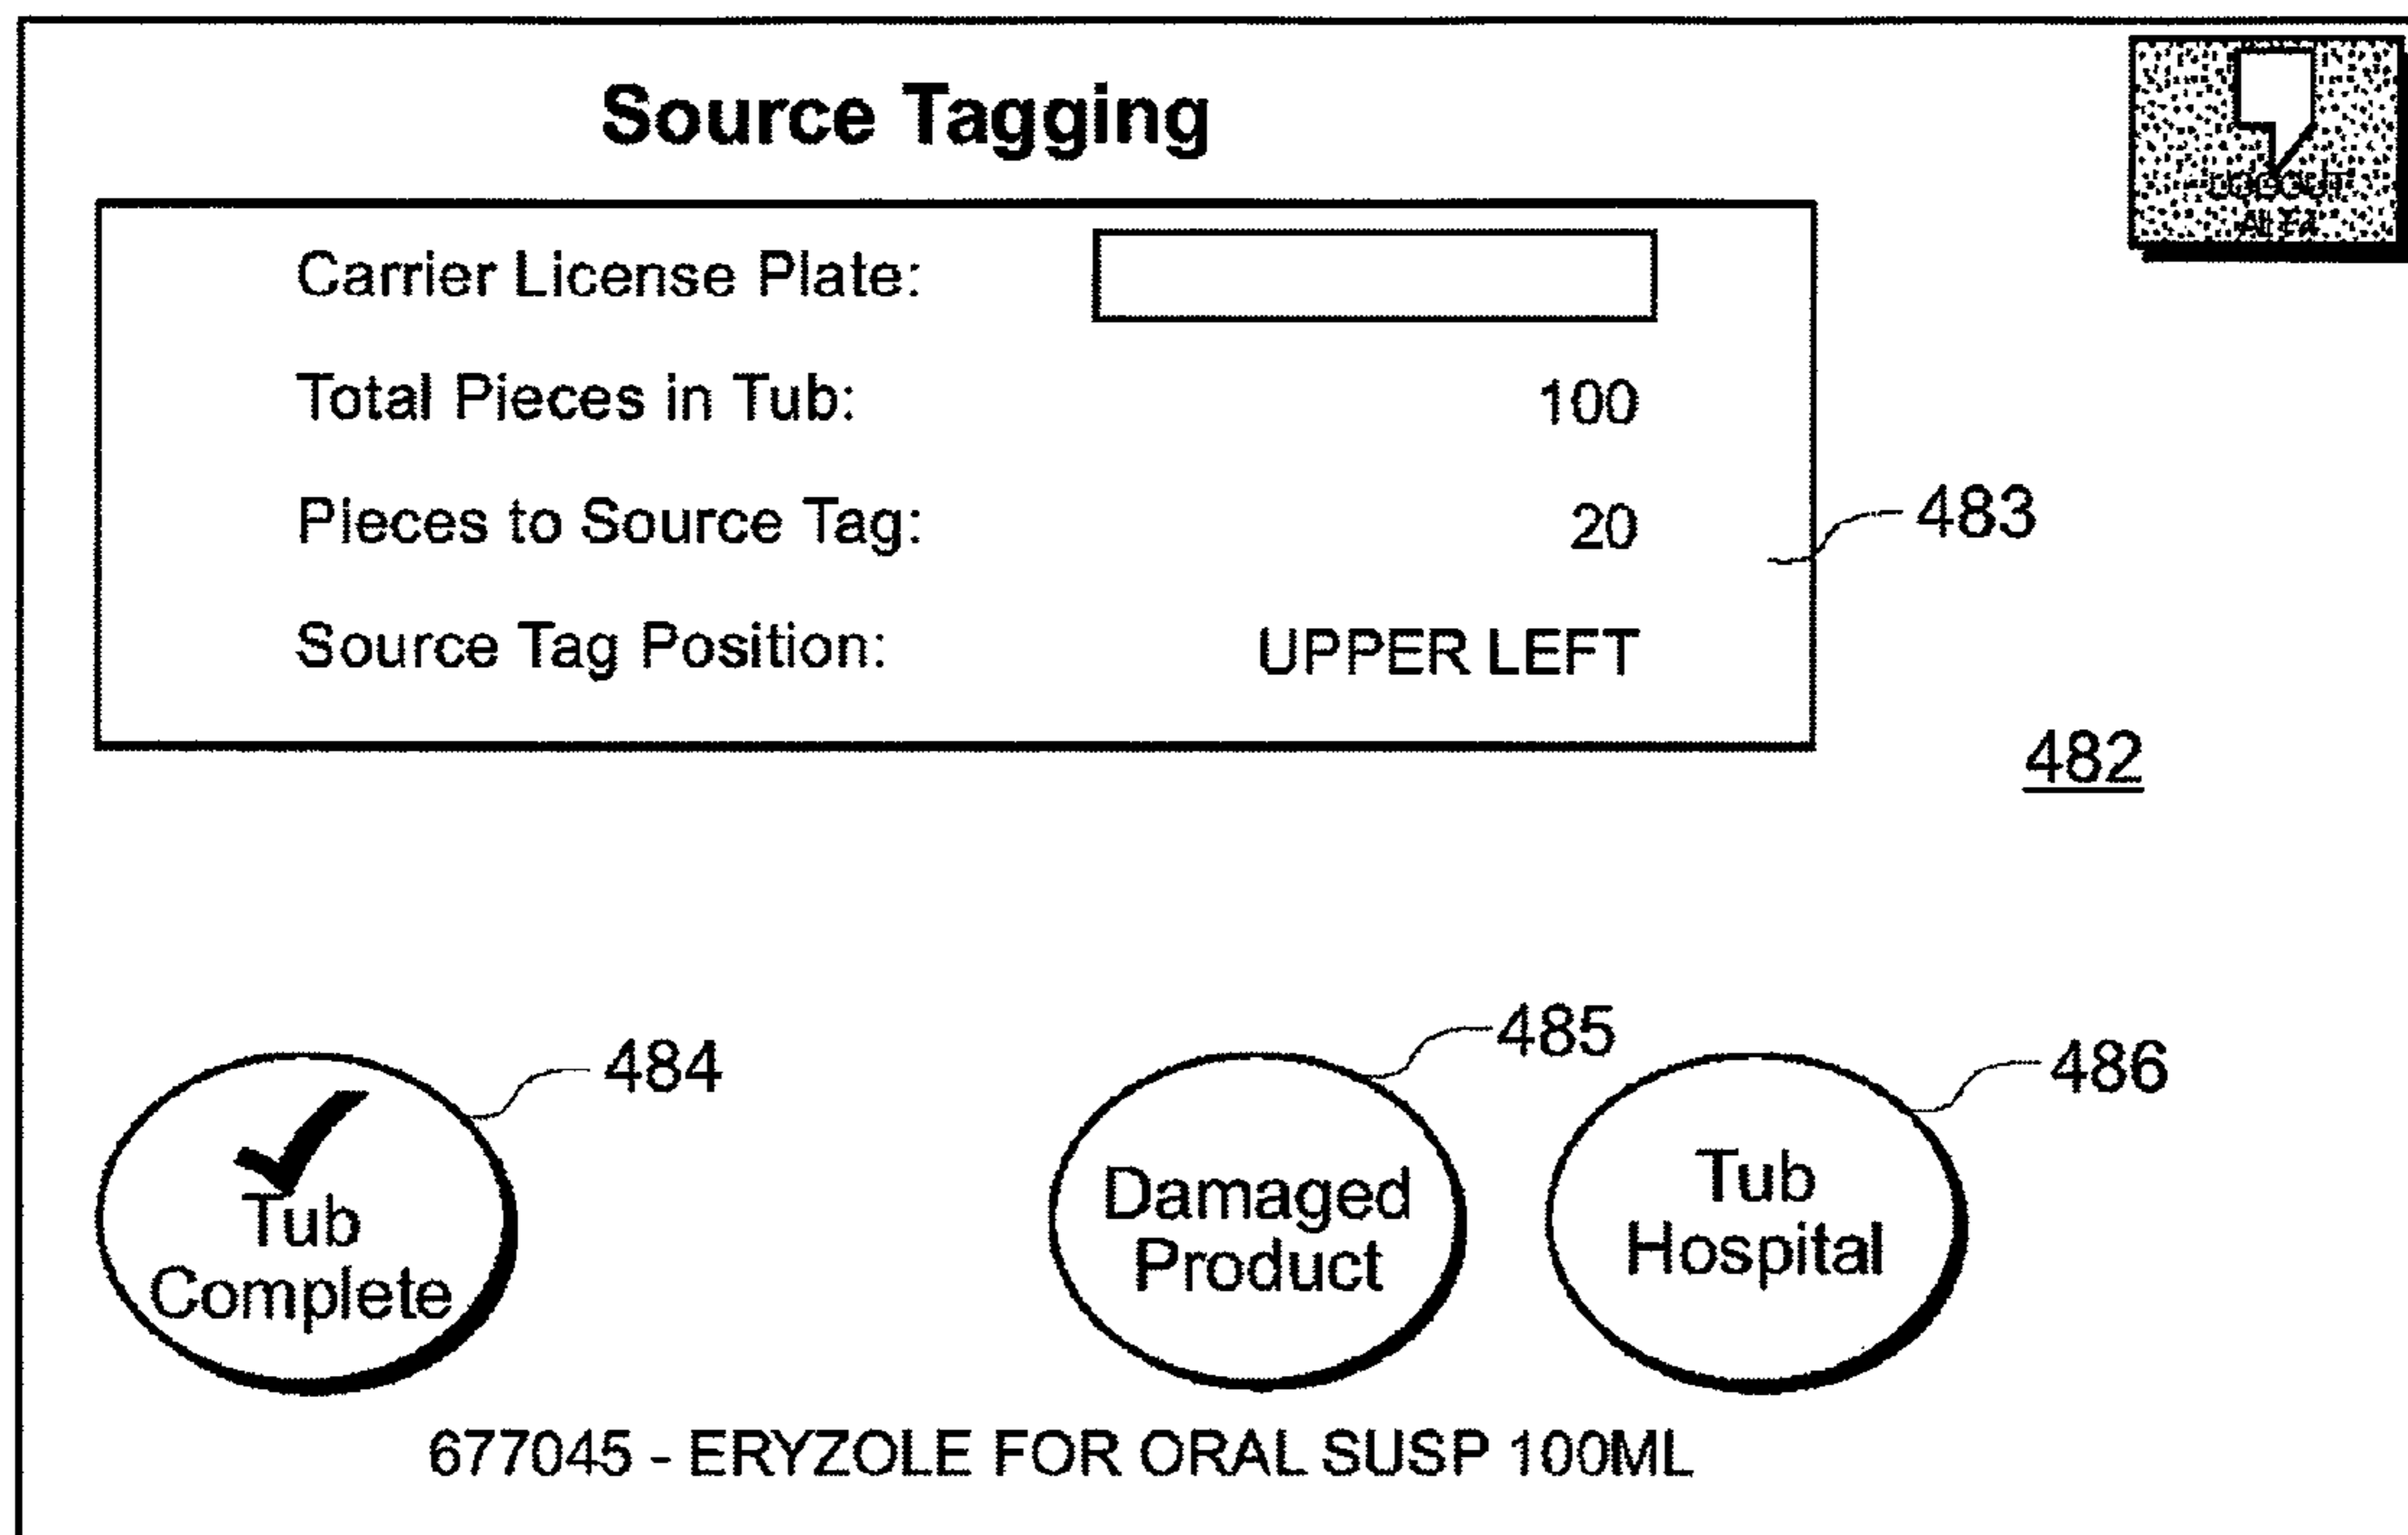 Source Tagging
LOGOUT
Carrier License Plate:
Total Pieces in Tub: 100
Pieces to Source Tag: 20
483
Source Tag Position: UPPER LEFT
482
484
485
486
Tub
Complete
Damaged
Product
Tub
Hospital
677045 - ERYZOLE FOR ORAL SUSP 100ML